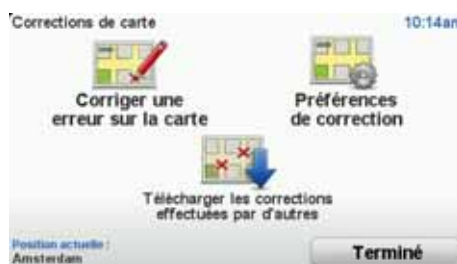 Corrections de carte
10:14am
Corriger une
erreur sur la carte
Préférences
de correction
Télécharger les corrections
effectuées par d'autres
Position actuelle :
Amsterdam
Terminé